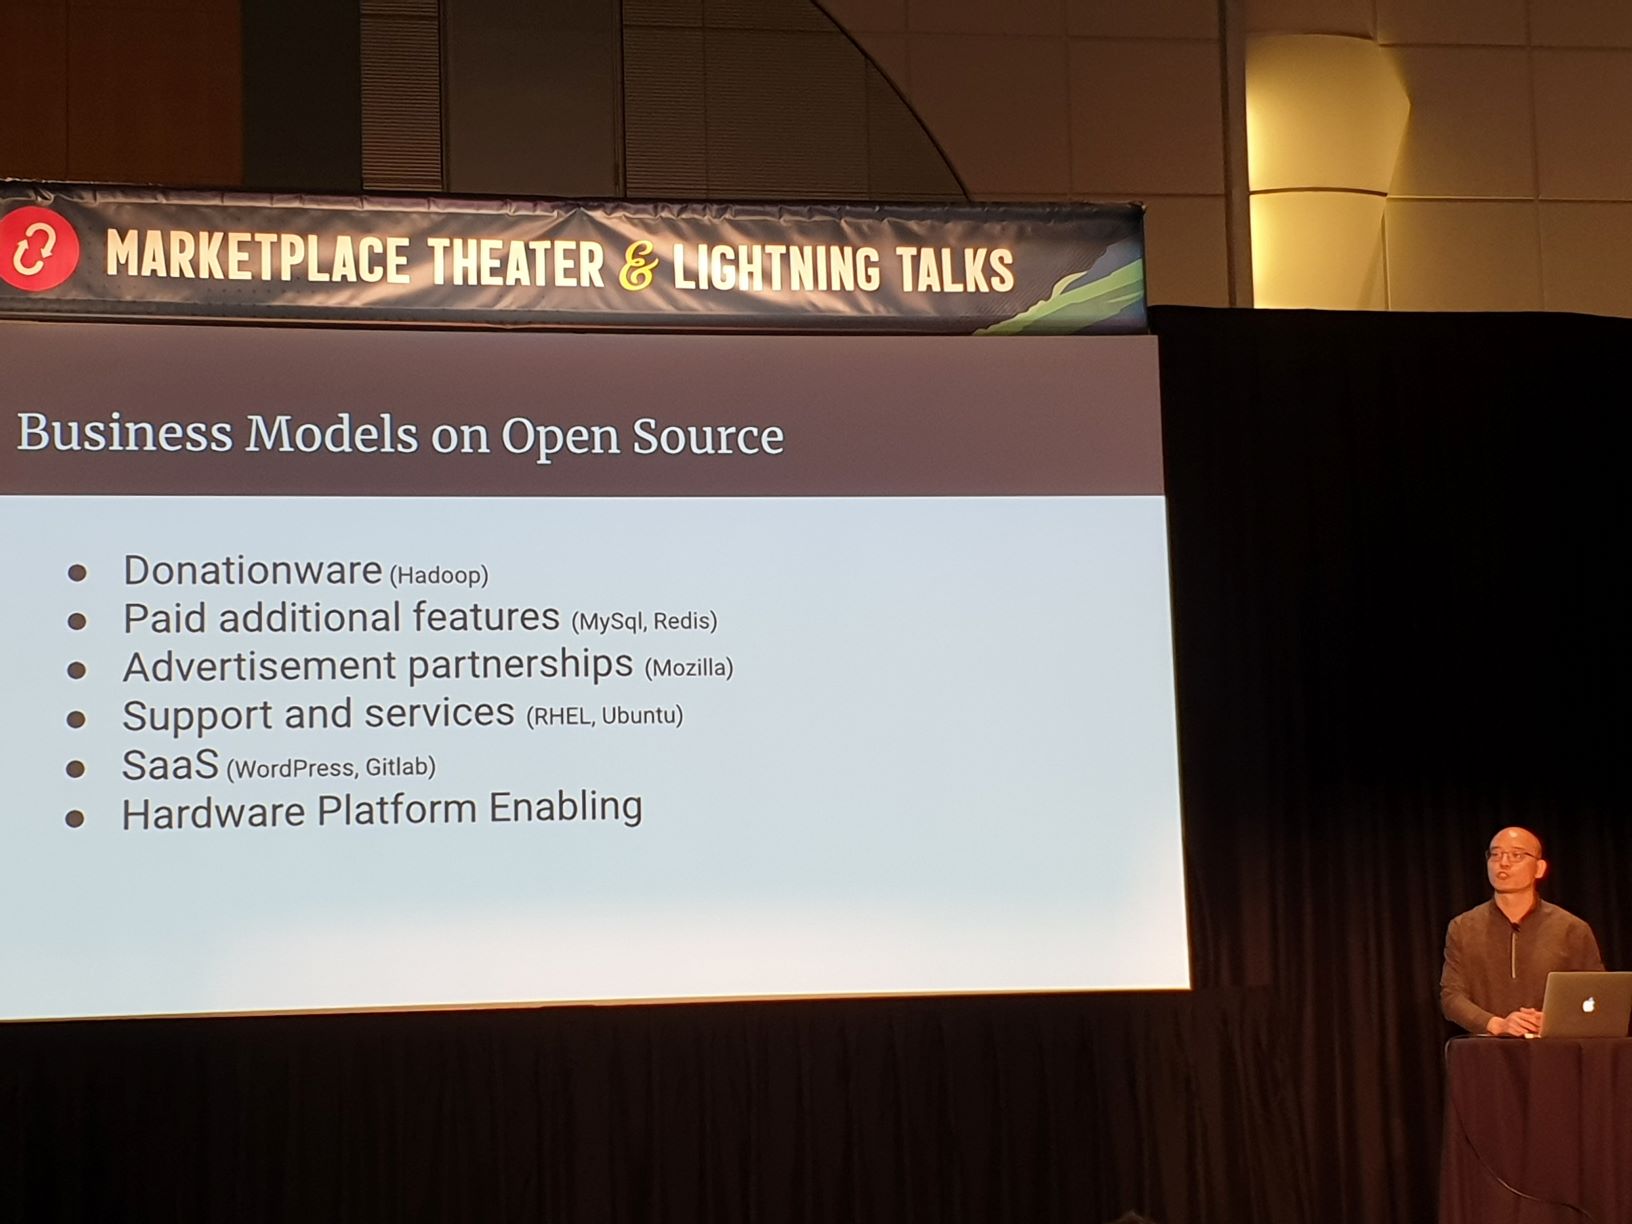 MARKETPLACE THEATER & LIGHTNING TALKS
Business Models on Open Source
● Donationware (Hadoop)
● Paid additional features (MySql, Redis)
● Advertisement partnerships (Mozilla)
● Support and services (RHEL, Ubuntu)
● SaaS (WordPress, Gitlab)
● Hardware Platform Enabling